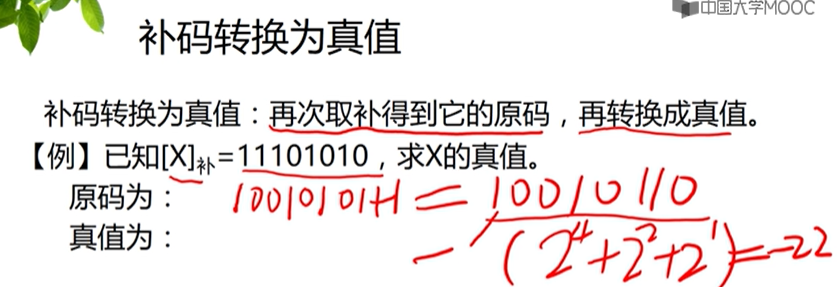 中国大学MOOC
补码转换为真值
补码转换为真值：再次取补得到它的原码，再转换成真值。
【例】已知[X]补=11101010，求X的真值。
原码为： 10010101+1 = 10010110
真值为： -(2^4+2^2+2^1)=-22